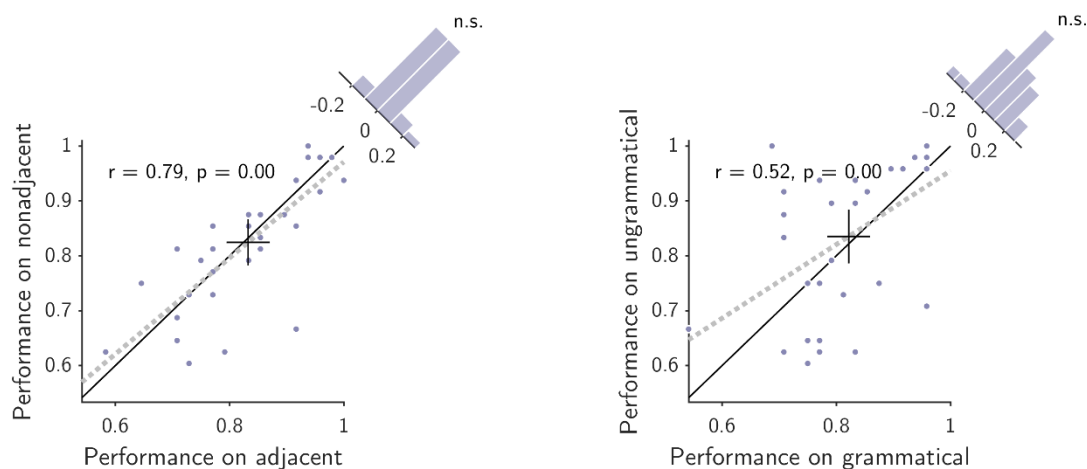 n.s.
-0.2
0
0.2
Performance on nonadjacent
1
0.9
0.8
0.7
0.6
r = 0.79, p = 0.00
0.6
0.8
1
Performance on adjacent
n.s.
-0.2
0
0.2
Performance on ungrammatical
1
0.9
0.8
0.7
0.6
r = 0.52, p = 0.00
0.6
0.8
1
Performance on grammatical